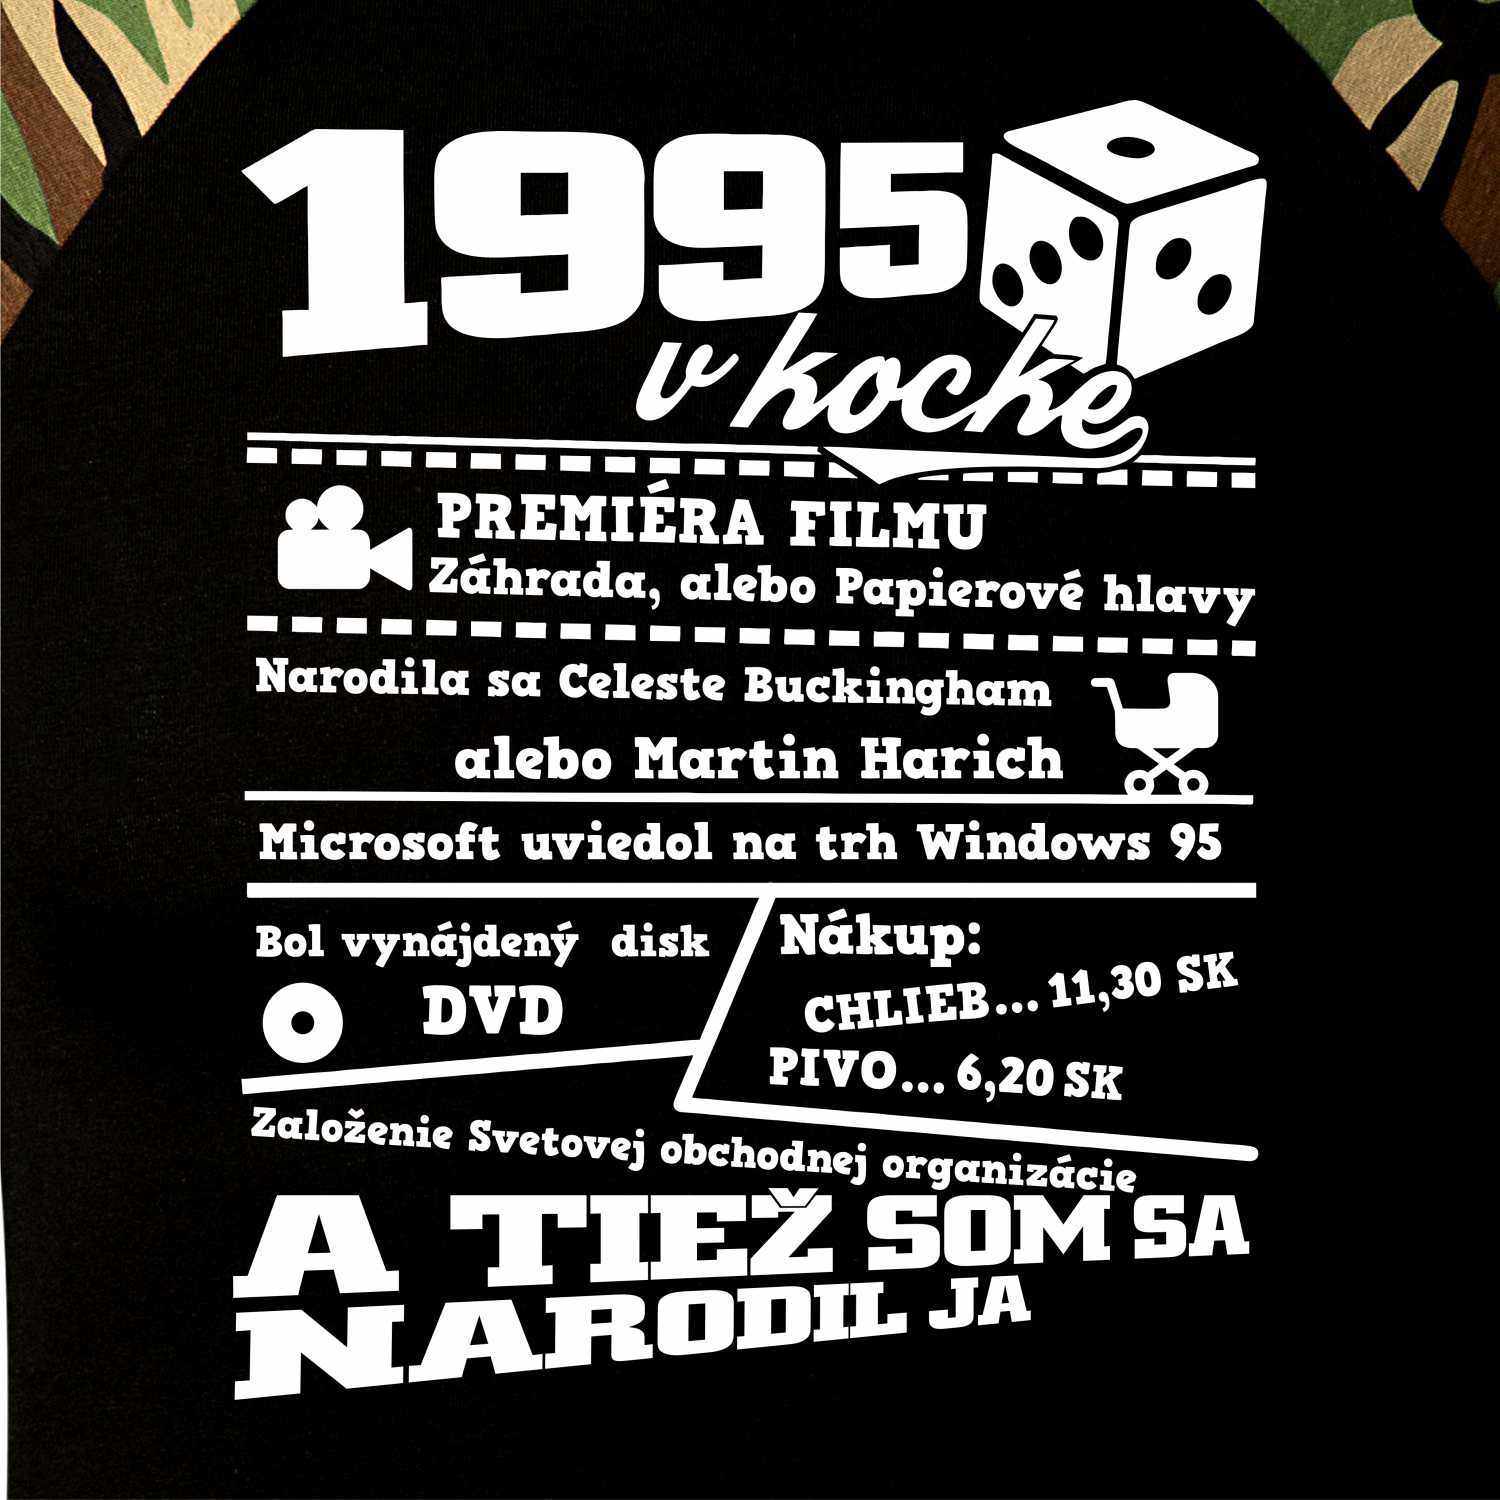 1995
v kocke
PREMIÉRA FILMU
Záhrada, alebo Papierové hlavy
Narodila sa Celeste Buckingham
alebo Martin Harich
Microsoft uviedol na trh Windows 95
Bol vynájdený disk
DVD
Nákup:
CHLIEB... 11,30 SK
PIVO... 6,20 SK
Založenie Svetovej obchodnej organizácie
A TIEŽ SOM SA
NARODIL JA